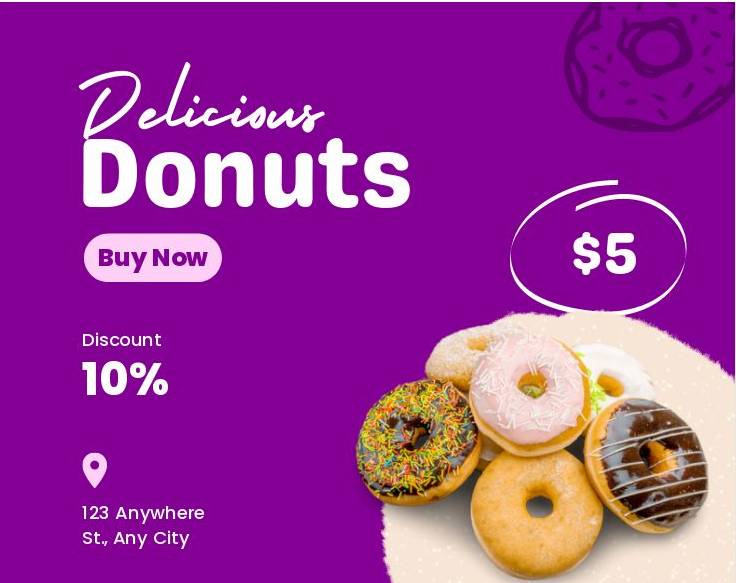 Delicious
Donuts
Buy Now
$5
Discount
10%
123 Anywhere
St., Any City